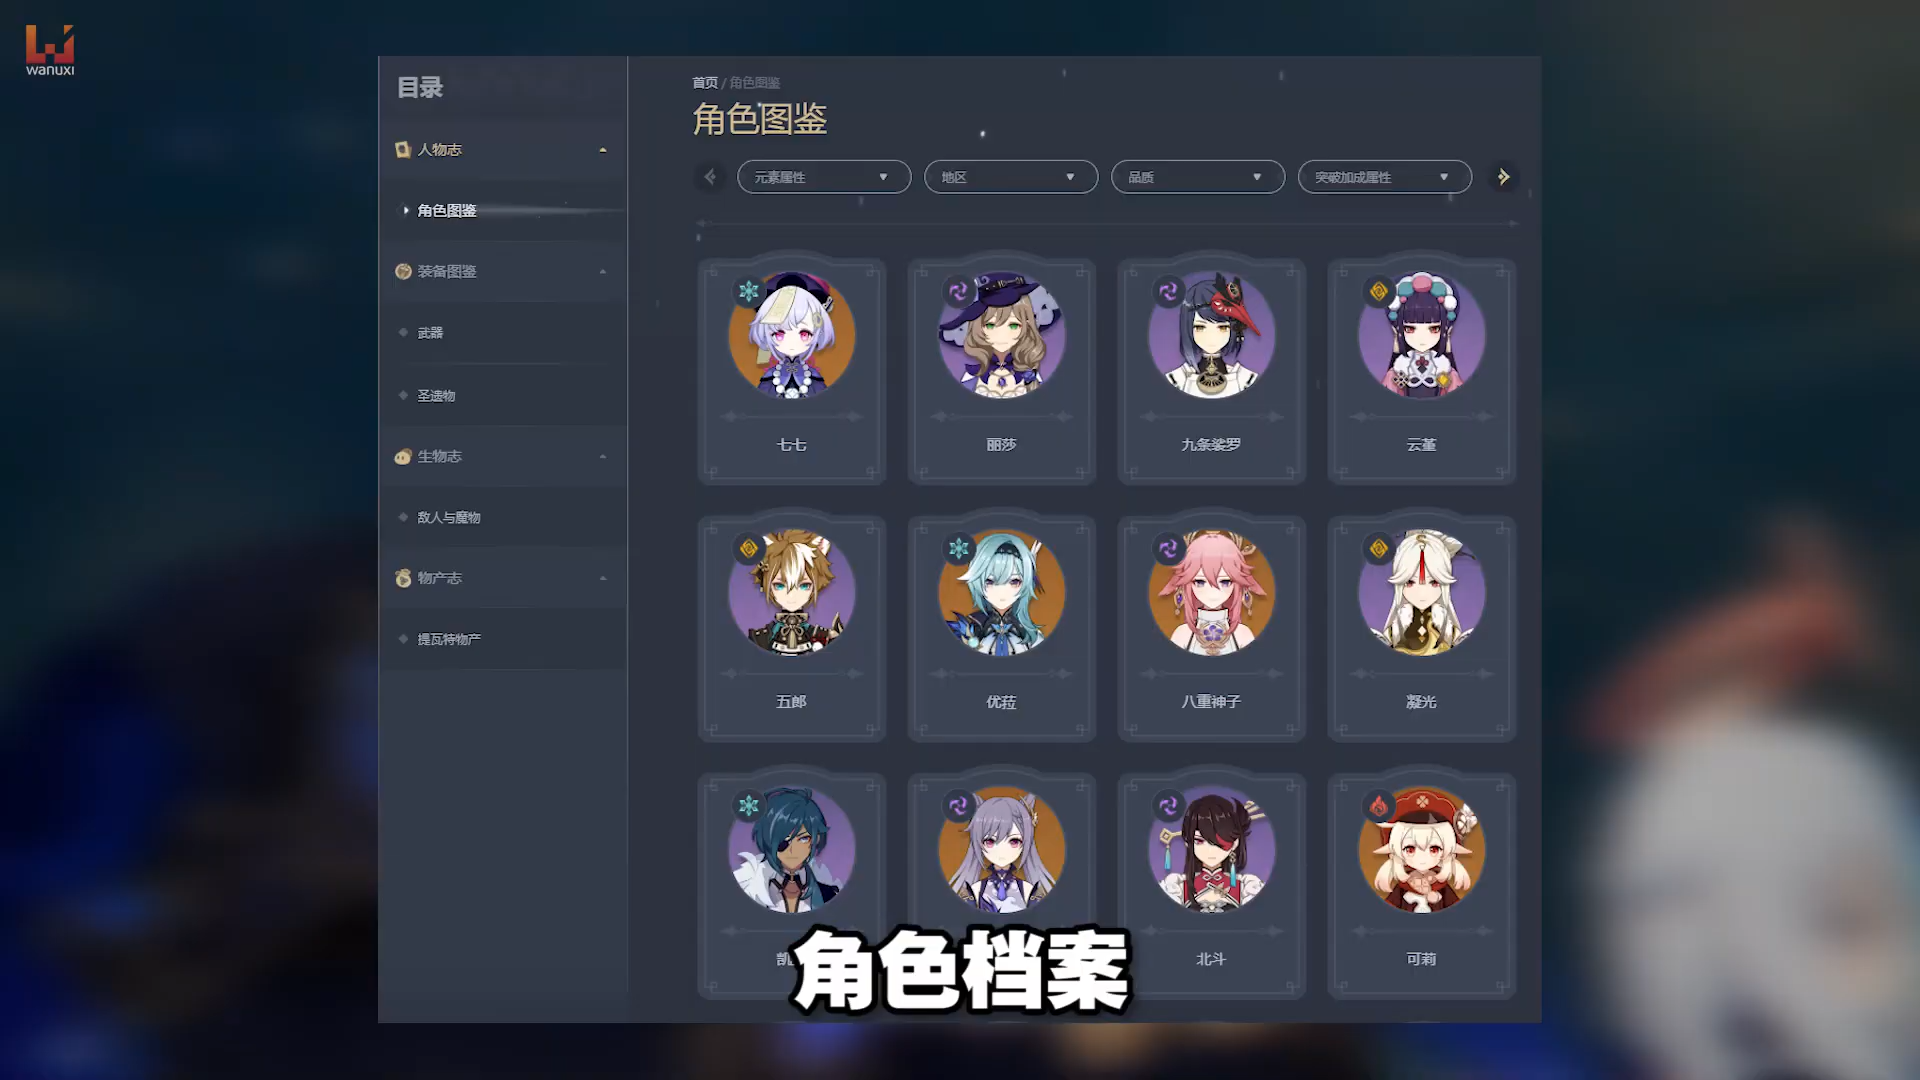 wanuxi
目录
人物志
角色图鉴
装备图鉴
武器
圣遗物
生物志
敌人与魔物
物产志
提瓦特物产
首页 / 角色图鉴
角色图鉴
元素属性
地区
品质
突破加成属性
七七
丽莎
九条裟罗
云堇
五郎
优菈
八重神子
凝光
凯
北斗
可莉
角色档案